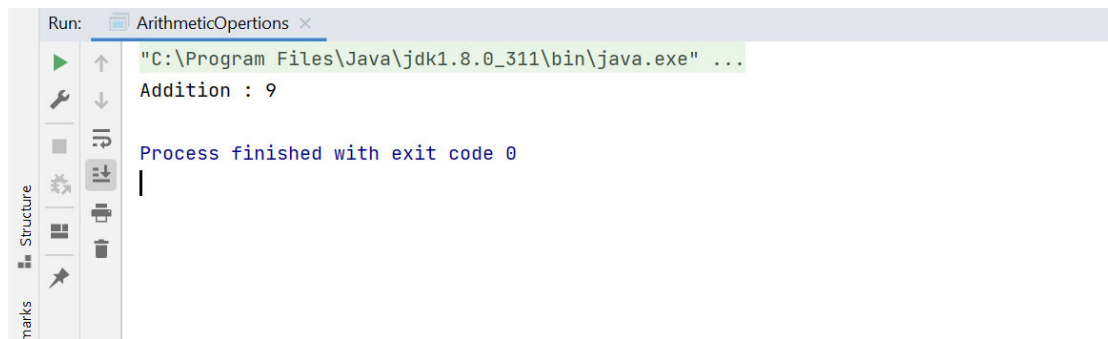 Run: ArithmeticOpertions
"C:\Program Files\Java\jdk1.8.0_311\bin\java.exe" ...
Addition : 9
Process finished with exit code 0
Structure
marks